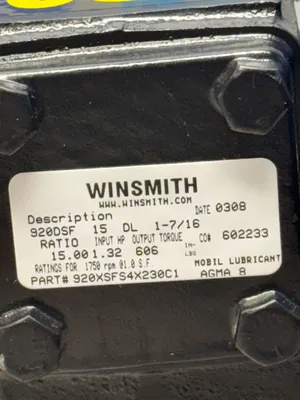 WINSMITH
WWW.WINSMITH.COM
Description DATE 0308
920DSF 15 DL 1-7/16
RATIO INPUT HP OUTPUT TORQUE CO# 602233
15.00 1.32 606 IN-LBS
RATINGS FOR 1750 rpm @1.0 S.F. MOBIL LUBRICANT
PART# 920XSFS4X230C1 AGMA 8